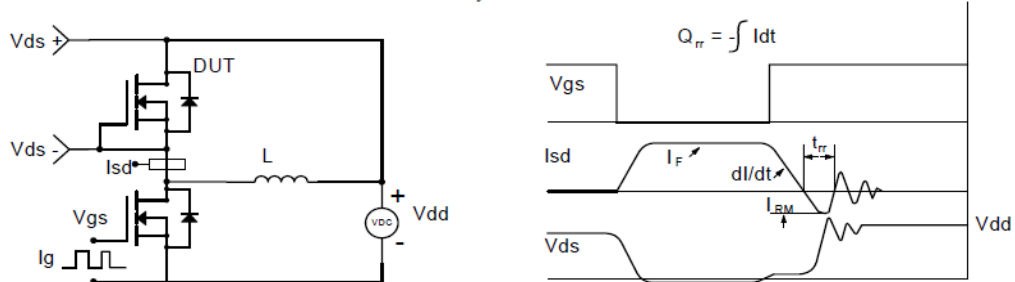 Vds +
DUT
Vds -
Isd
L
Vgs
Ig
+
VDC
-
Vdd
Qrr = -∫ Idt
Vgs
Isd
IF
dI/dt
trr
IRM
Vdd
Vds